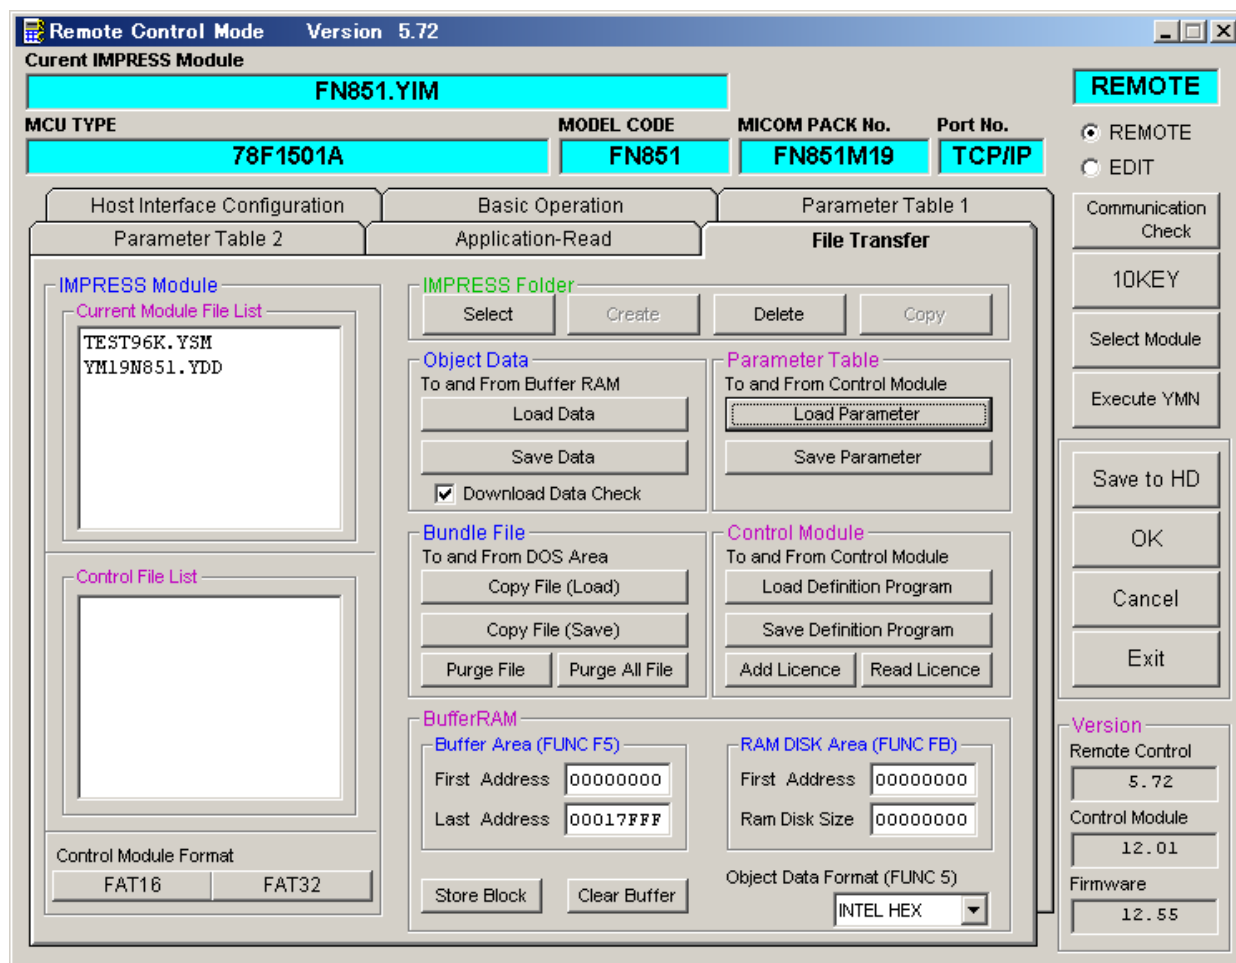 Remote Control Mode Version 5.72
Curent IMPRESS Module
FN851.YIM
MCU TYPE MODEL CODE MICOM PACK No. Port No.
78F1501A FN851 FN851M19 TCP/IP
REMOTE
REMOTE
EDIT
Host Interface Configuration Basic Operation Parameter Table 1
Parameter Table 2 Application-Read File Transfer
IMPRESS Module
Current Module File List
TEST96K.YSM
YM19N851.YDD
Control File List
Control Module Format
FAT16 FAT32
IMPRESS Folder
Select Create Delete Copy
Object Data
To and From Buffer RAM
Load Data
Save Data
Download Data Check
Parameter Table
To and From Control Module
Load Parameter
Save Parameter
Bundle File
To and From DOS Area
Copy File (Load)
Copy File (Save)
Purge File Purge All File
Control Module
To and From Control Module
Load Definition Program
Save Definition Program
Add Licence Read Licence
BufferRAM
Buffer Area (FUNC F5)
First Address 00000000
Last Address 00017FFF
RAM DISK Area (FUNC FB)
First Address 00000000
Ram Disk Size 00000000
Store Block Clear Buffer
Object Data Format (FUNC 5)
INTEL HEX
Communication
Check
10KEY
Select Module
Execute YMN
Save to HD
OK
Cancel
Exit
Version
Remote Control
5.72
Control Module
12.01
Firmware
12.55